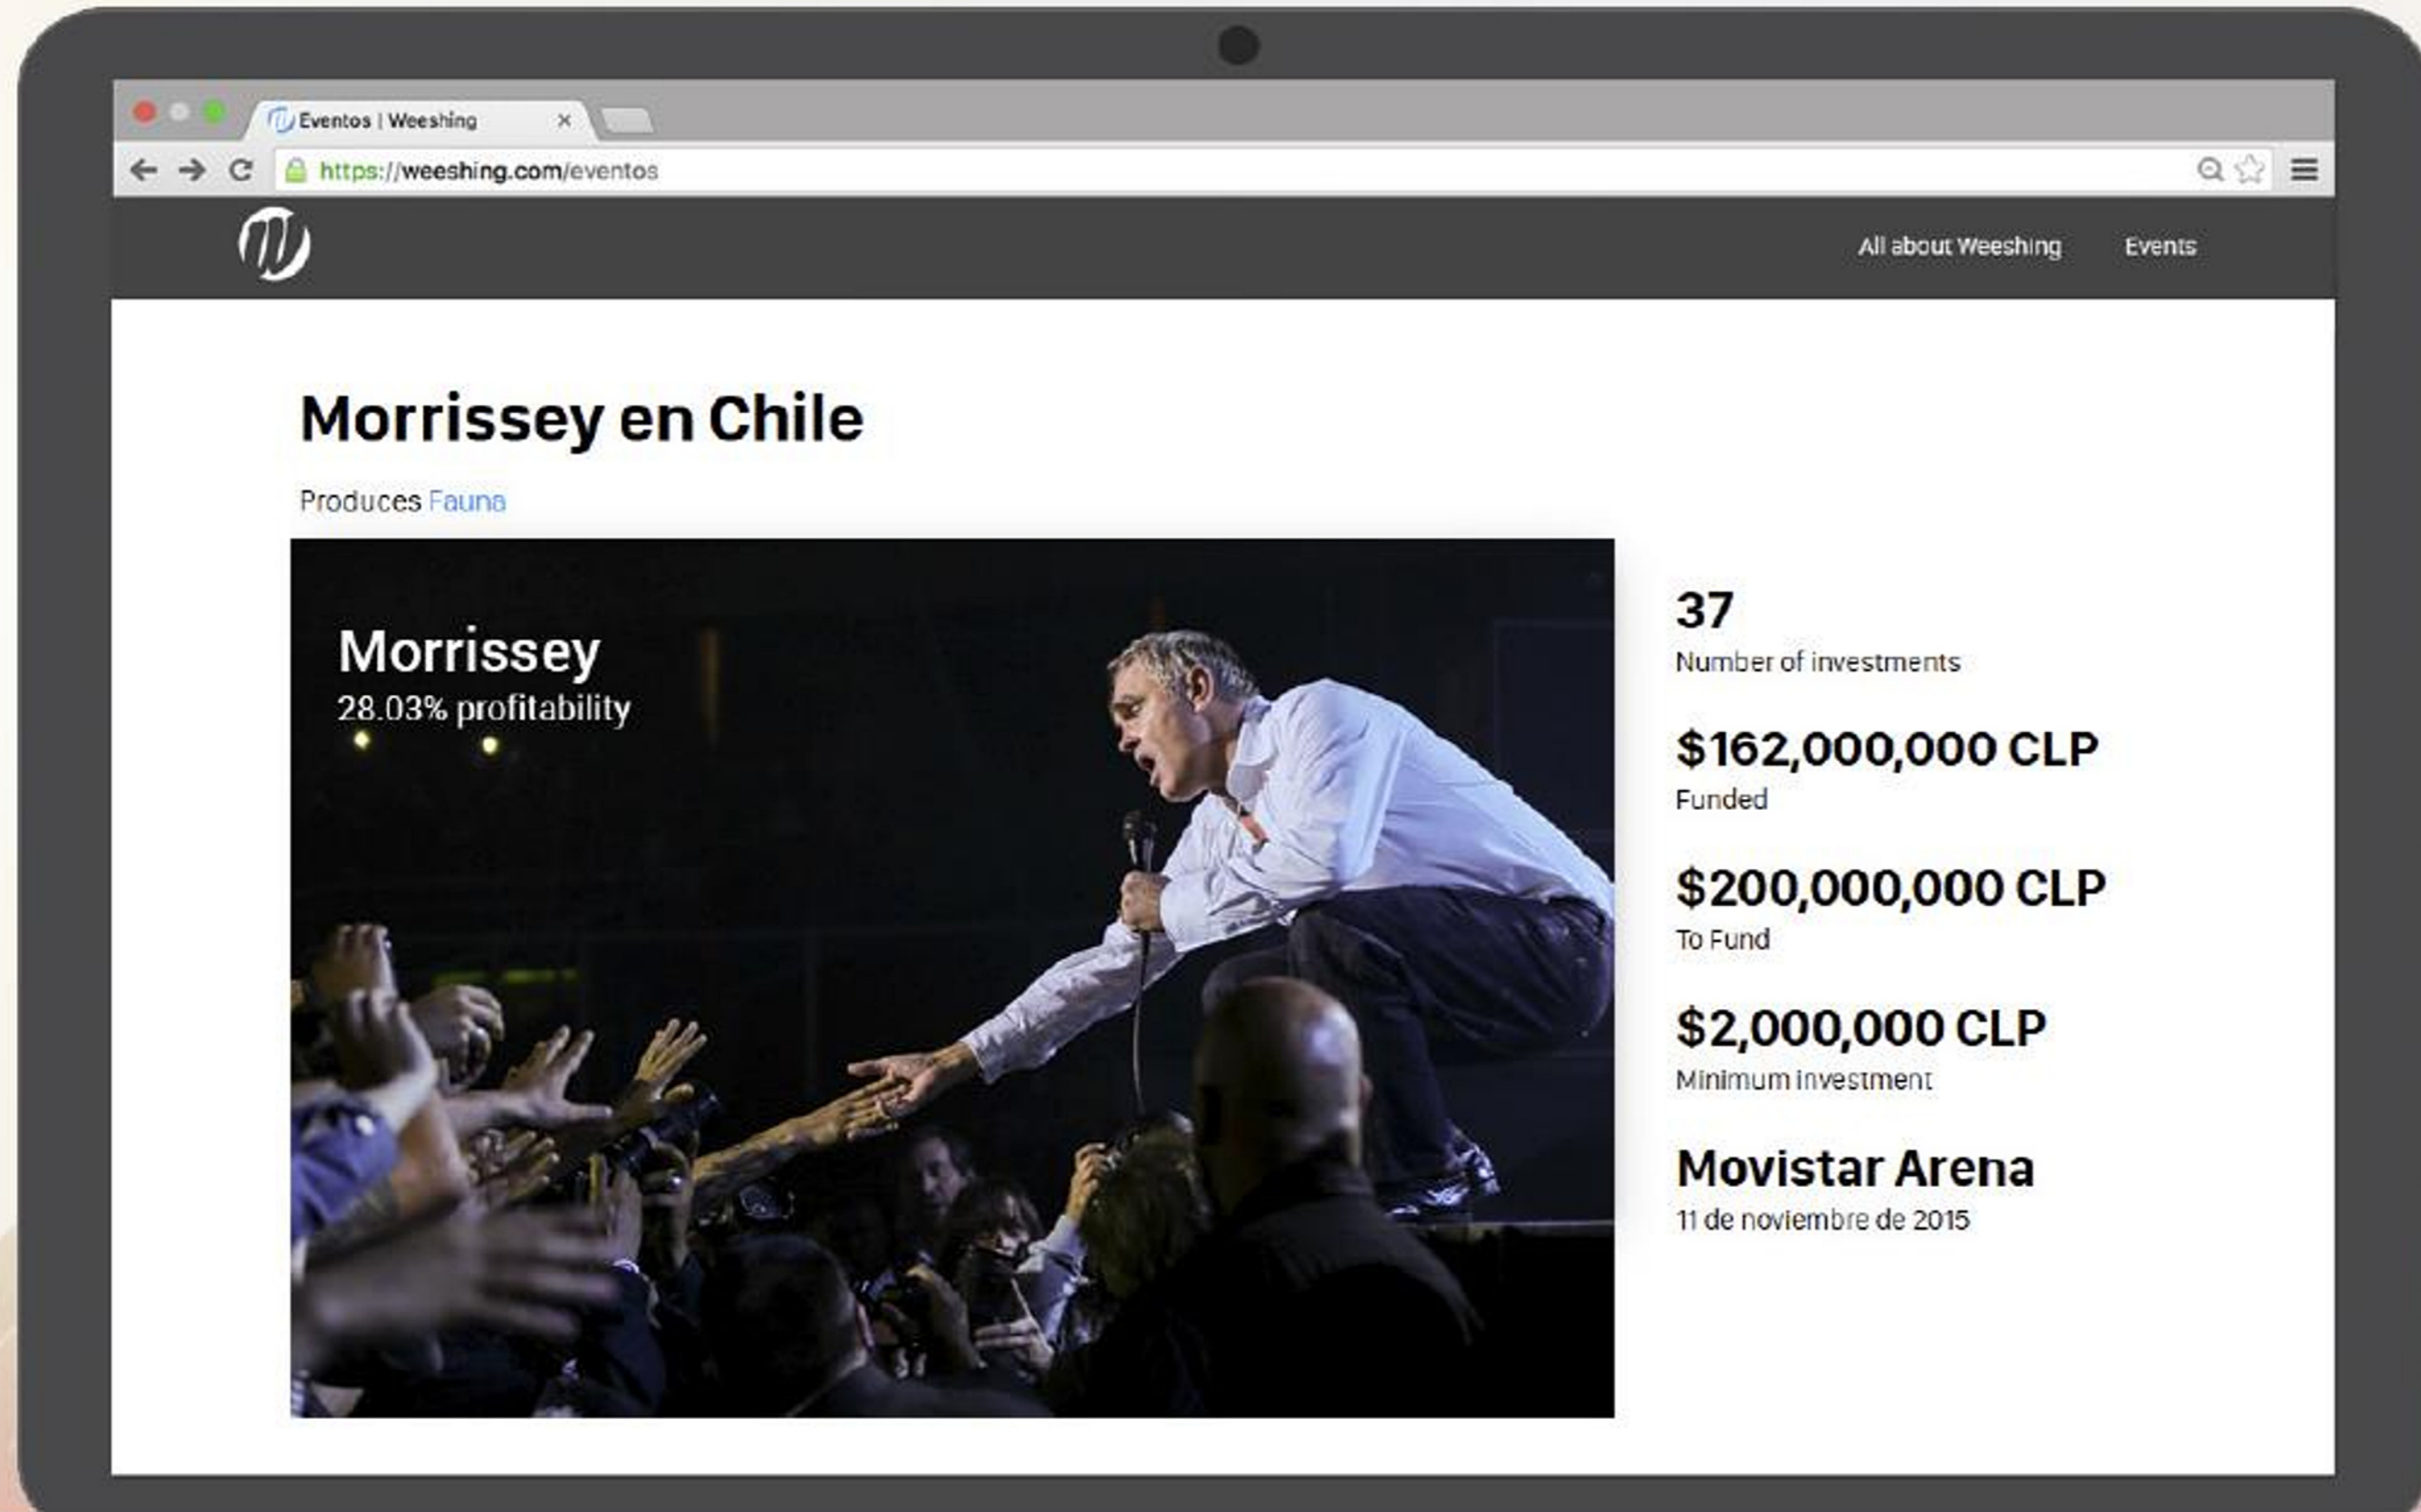 Eventos | Weeshing
https://weeshing.com/eventos
All about Weeshing
Events
Morrissey en Chile
Produces Fauna
Morrissey
28.03% profitability
37
Number of investments
$162,000,000 CLP
Funded
$200,000,000 CLP
To Fund
$2,000,000 CLP
Minimum investment
Movistar Arena
11 de noviembre de 2015